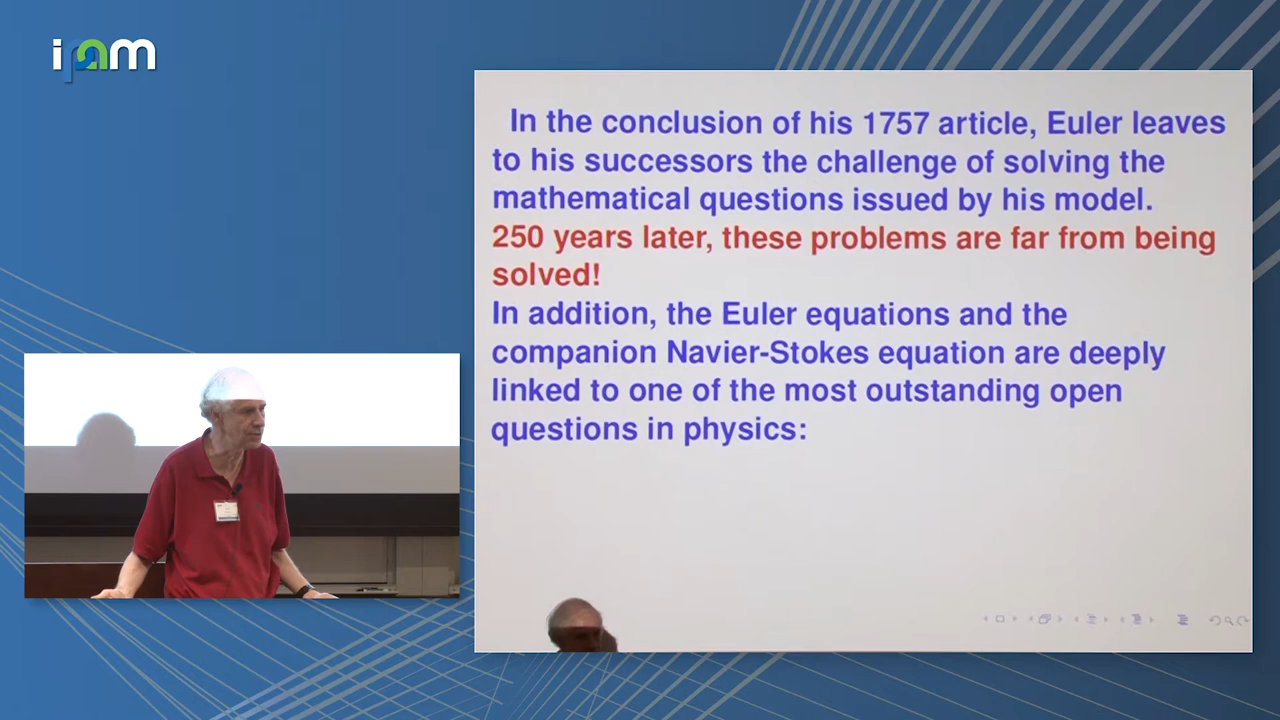 ipam
In the conclusion of his 1757 article, Euler leaves
to his successors the challenge of solving the
mathematical questions issued by his model.
250 years later, these problems are far from being
solved!
In addition, the Euler equations and the
companion Navier-Stokes equation are deeply
linked to one of the most outstanding open
questions in physics: